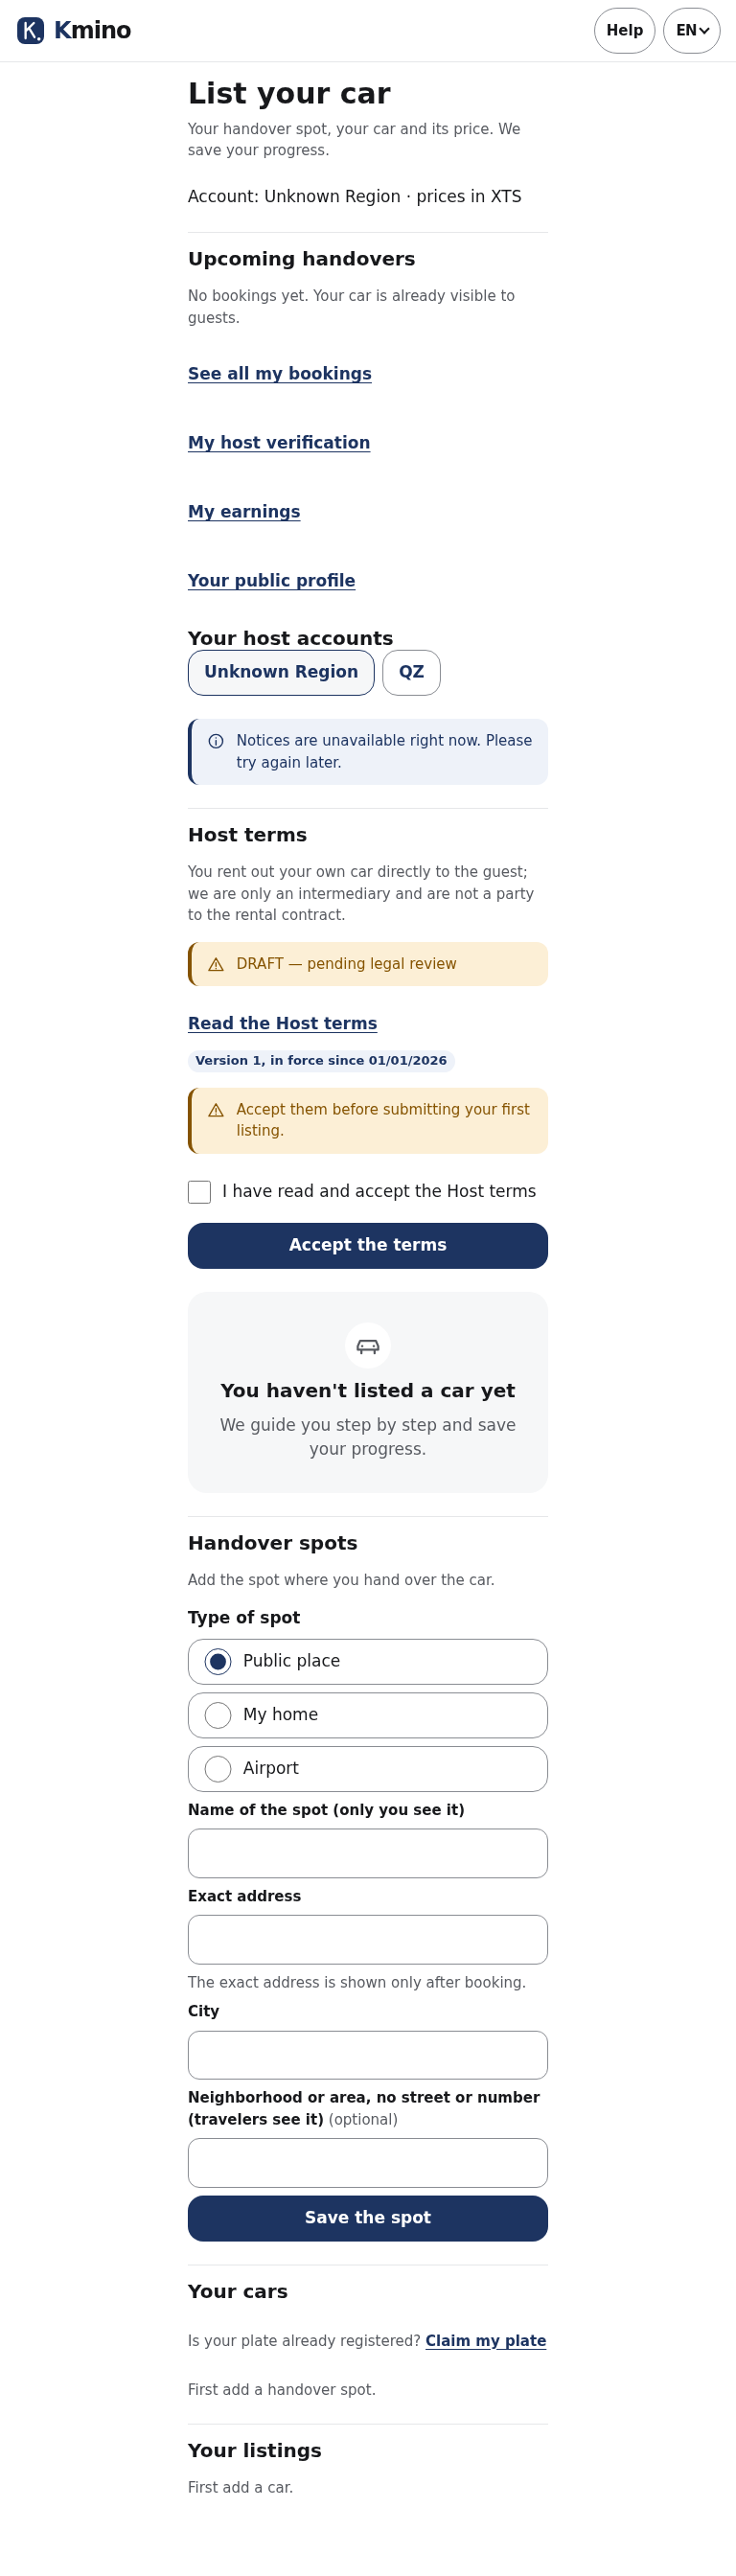 K. Kmino
Help
EN
List your car
Your handover spot, your car and its price. We
save your progress.
Account: Unknown Region · prices in XTS
Upcoming handovers
No bookings yet. Your car is already visible to
guests.
See all my bookings
My host verification
My earnings
Your public profile
Your host accounts
Unknown Region
QZ
Notices are unavailable right now. Please
try again later.
Host terms
You rent out your own car directly to the guest;
we are only an intermediary and are not a party
to the rental contract.
DRAFT — pending legal review
Read the Host terms
Version 1, in force since 01/01/2026
Accept them before submitting your first
listing.
I have read and accept the Host terms
Accept the terms
You haven't listed a car yet
We guide you step by step and save
your progress.
Handover spots
Add the spot where you hand over the car.
Type of spot
Public place
My home
Airport
Name of the spot (only you see it)
Exact address
The exact address is shown only after booking.
City
Neighborhood or area, no street or number
(travelers see it) (optional)
Save the spot
Your cars
Is your plate already registered? Claim my plate
First add a handover spot.
Your listings
First add a car.